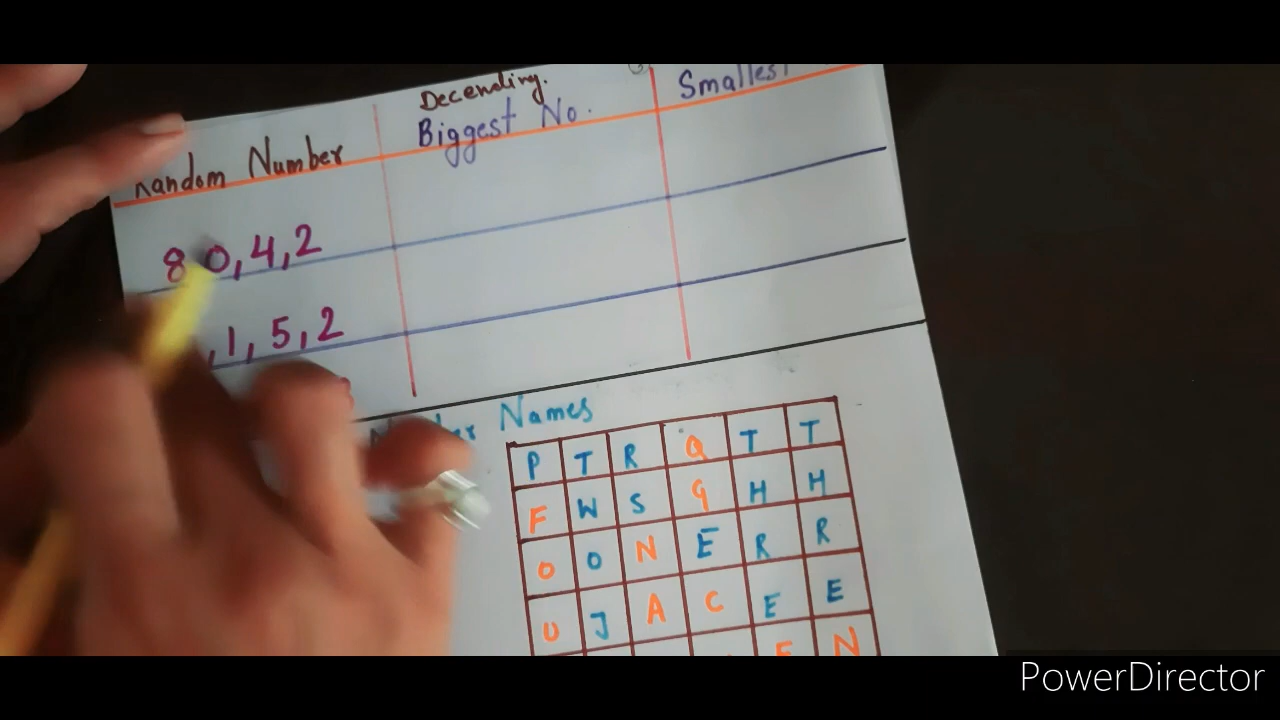 Decending.
Random Number
Biggest No.
Smallest
8,0,4,2
,1,5,2
Names
P T R Q T T
F W S G H H
O O N E R R
U J A C E E
N
PowerDirector